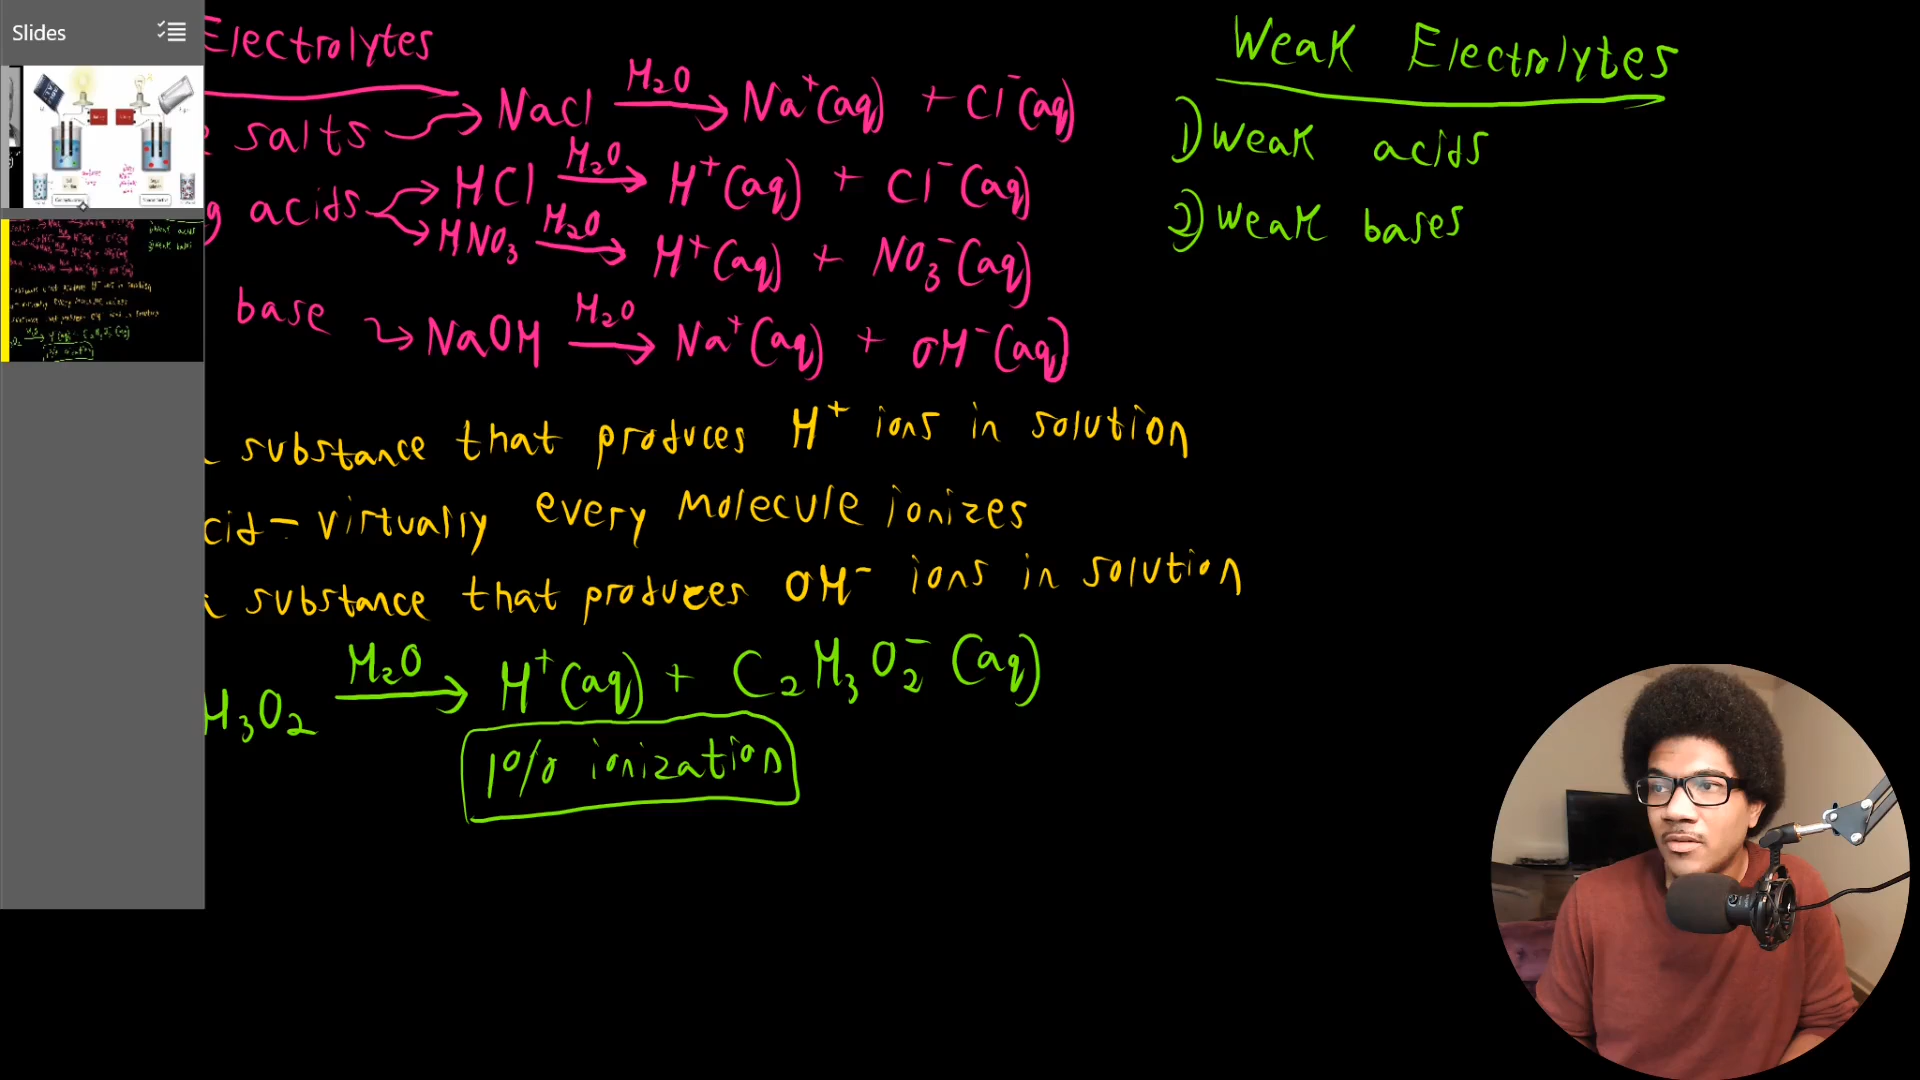 Slides
Electrolytes
salts → NaCl H₂O→ Na⁺(aq) + Cl⁻(aq)
acids → HCl H₂O→ H⁺(aq) + Cl⁻(aq)
→ HNO₃ H₂O→ H⁺(aq) + NO₃⁻(aq)
base → NaOH H₂O→ Na⁺(aq) + OH⁻(aq)
Weak Electrolytes
1) weak acids
2) weak bases
substance that produces H⁺ ions in solution
cid - virtually every molecule ionizes
substance that produces OH⁻ ions in solution
H₃O₂ H₂O→ H⁺(aq) + C₂H₃O₂⁻(aq)
1% ionization